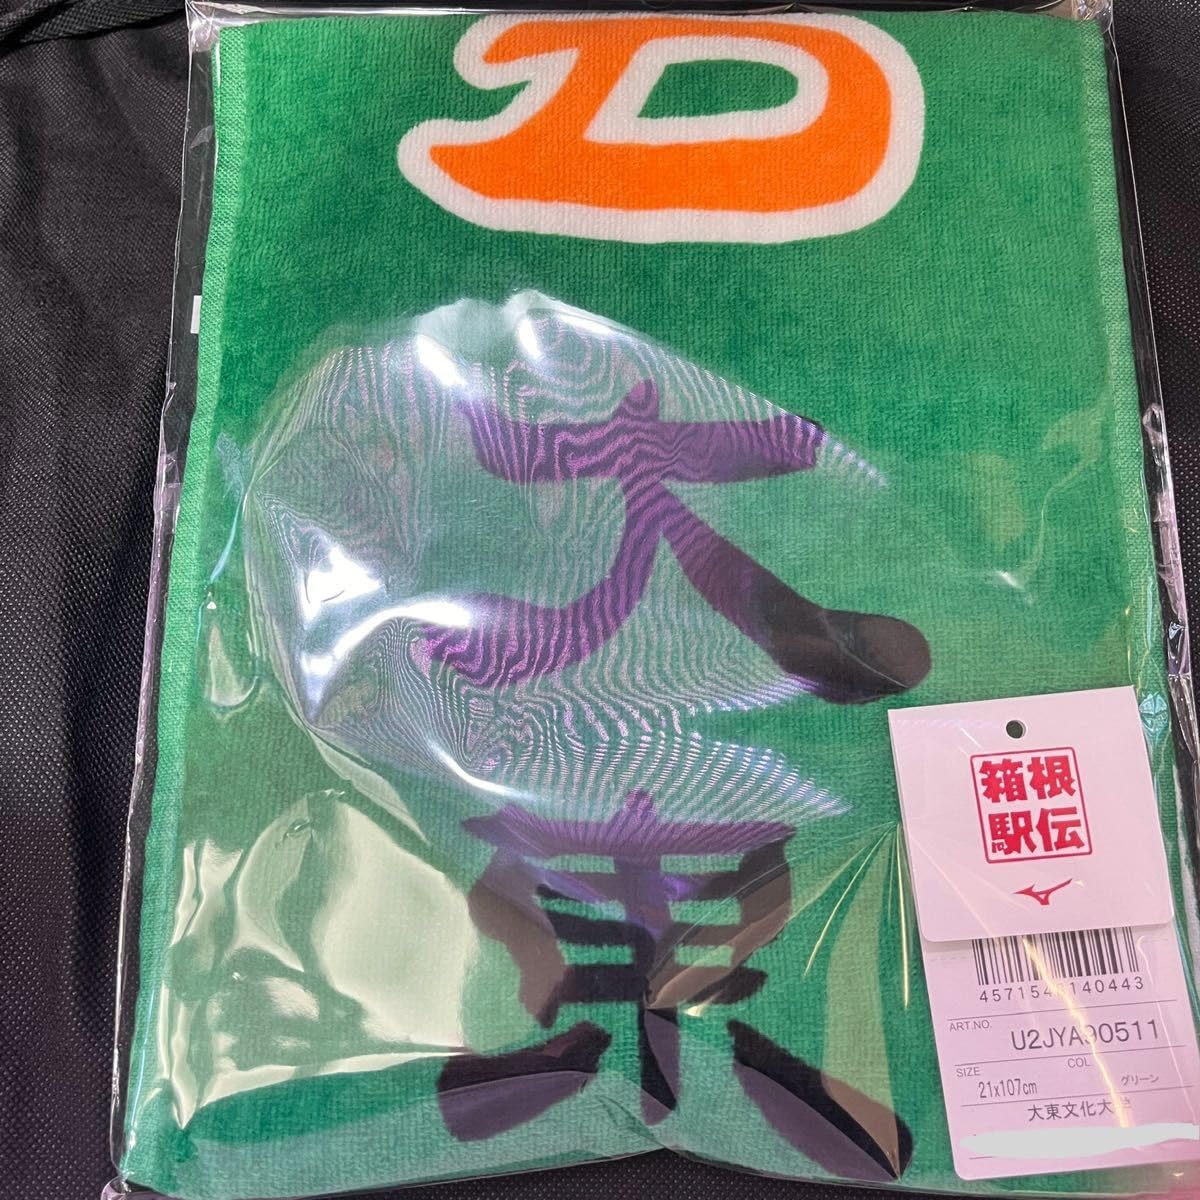 D
大
東
箱根
駅伝
ART.NO.
U2JYA90511
SIZE
COL
21x107cm
グリーン
大東文化大学